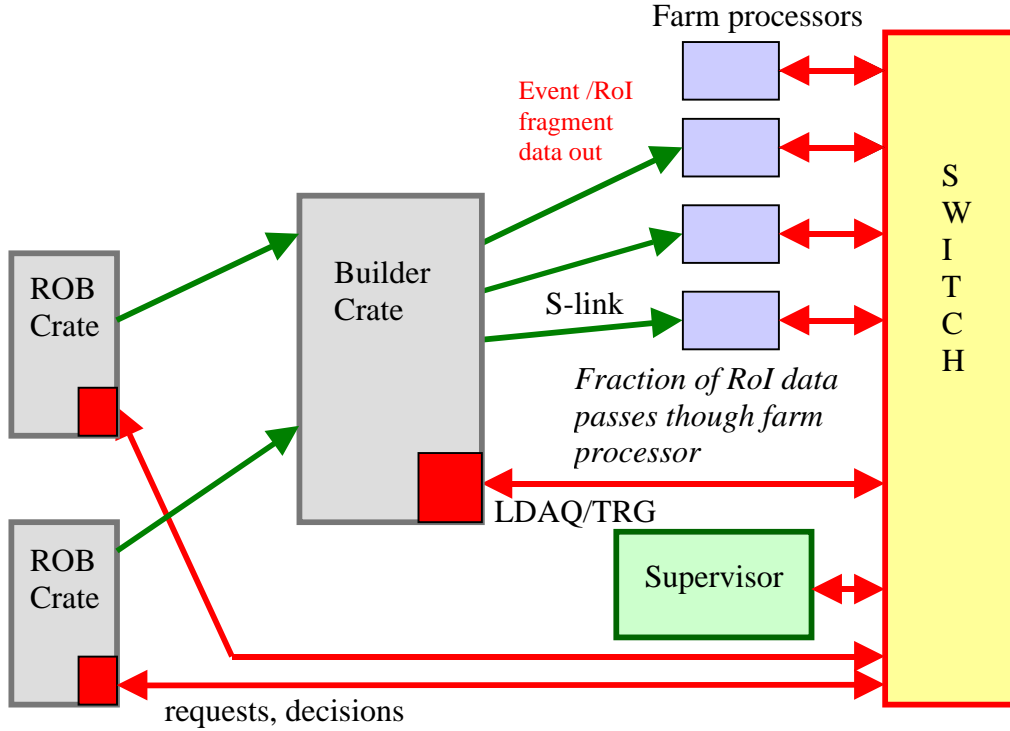 Farm processors
Event /RoI
fragment
data out
S
W
I
T
C
H
Builder
Crate
ROB
Crate
S-link
Fraction of RoI data
passes though farm
processor
LDAQ/TRG
ROB
Crate
Supervisor
requests, decisions